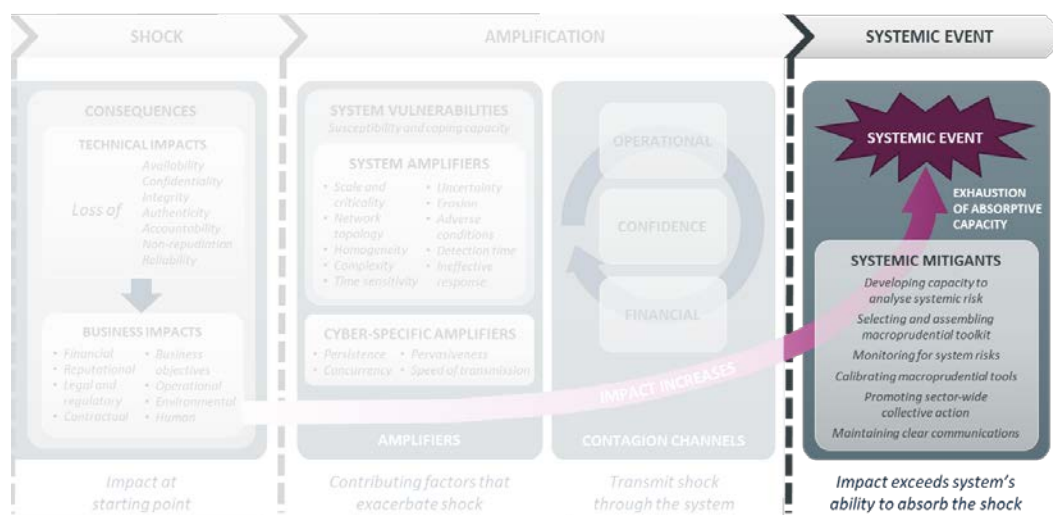 SHOCK
AMPLIFICATION
SYSTEMIC EVENT
CONSEQUENCES
TECHNICAL IMPACTS
Loss of
Availability
Confidentiality
Integrity
Authenticity
Accountability
Non-repudiation
Reliability
BUSINESS IMPACTS
• Financial
• Reputational
• Legal and
regulatory
• Contractual
• Business
objectives
• Operational
• Environmental
• Human
Impact at
starting point
SYSTEM VULNERABILITIES
Susceptibility and coping capacity
SYSTEM AMPLIFIERS
• Scale and
criticality
• Network
topology
• Homogeneity
• Complexity
• Time sensitivity
• Uncertainty
• Erosion
• Adverse
conditions
• Detection time
• Ineffective
response
CYBER-SPECIFIC AMPLIFIERS
• Persistence
• Concurrency
• Pervasiveness
• Speed of transmission
AMPLIFIERS
Contributing factors that
exacerbate shock
OPERATIONAL
CONFIDENCE
FINANCIAL
IMPACT INCREASES
CONTAGION CHANNELS
Transmit shock
through the system
SYSTEMIC EVENT
EXHAUSTION
OF ABSORPTIVE
CAPACITY
SYSTEMIC MITIGANTS
Developing capacity to
analyse systemic risk
Selecting and assembling
macroprudential toolkit
Monitoring for system risks
Calibrating macroprudential tools
Promoting sector-wide
collective action
Maintaining clear communications
Impact exceeds system's
ability to absorb the shock